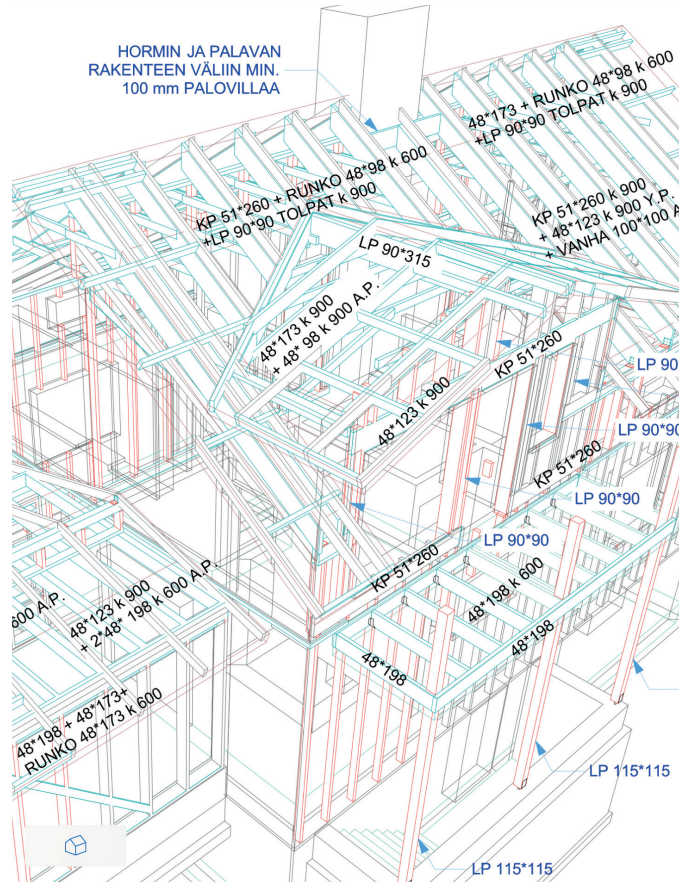 HORMIN JA PALAVAN
RAKENTEEN VÄLIIN MIN.
100 mm PALOVILLAA
48*173 + RUNKO 48*98 k 600
+LP 90*90 TOLPAT k 900
KP 51*260 + RUNKO 48*98 k 600
+LP 90*90 TOLPAT k 900
KP 51*260 k 900
+ 48*123 k 900 Y.P.
+ VANHA 100*100 A
LP 90*315
48*173 k 900
+ 48* 98 k 900 A.P.
KP 51*260
LP 90
48*123 k 900
LP 90*90
KP 51*260
LP 90*90
LP 90*90
KP 51*260
48*198 k 600
48*198
48*198
600 A.P.
48*123 k 900
+ 2*48* 198 k 600 A.P.
48*198 + 48*173+
RUNKO 48*173 k 600
LP 115*115
LP 115*115